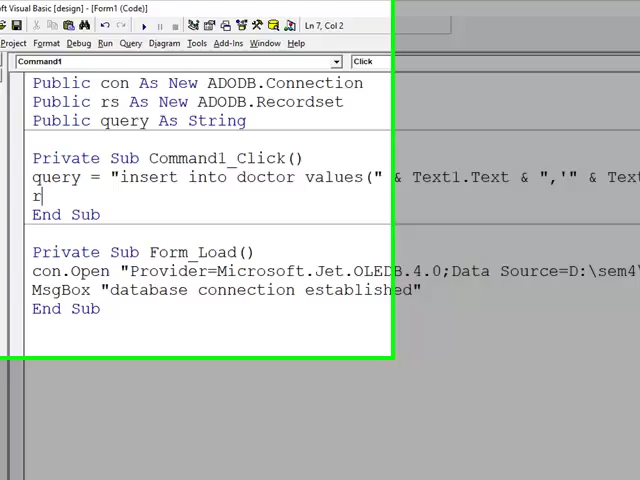 oft Visual Basic [design] - [Form1 (Code)]
Ln 7, Col 2
Project Format Debug Run Query Diagram Tools Add-Ins Window Help
Command1 Click
Public con As New ADODB.Connection
Public rs As New ADODB.Recordset
Public query As String
Private Sub Command1_Click()
query = "insert into doctor values(" & Text1.Text & ",'" & Text
r
End Sub
Private Sub Form_Load()
con.Open "Provider=Microsoft.Jet.OLEDB.4.0;Data Source=D:\sem4\
MsgBox "database connection established"
End Sub